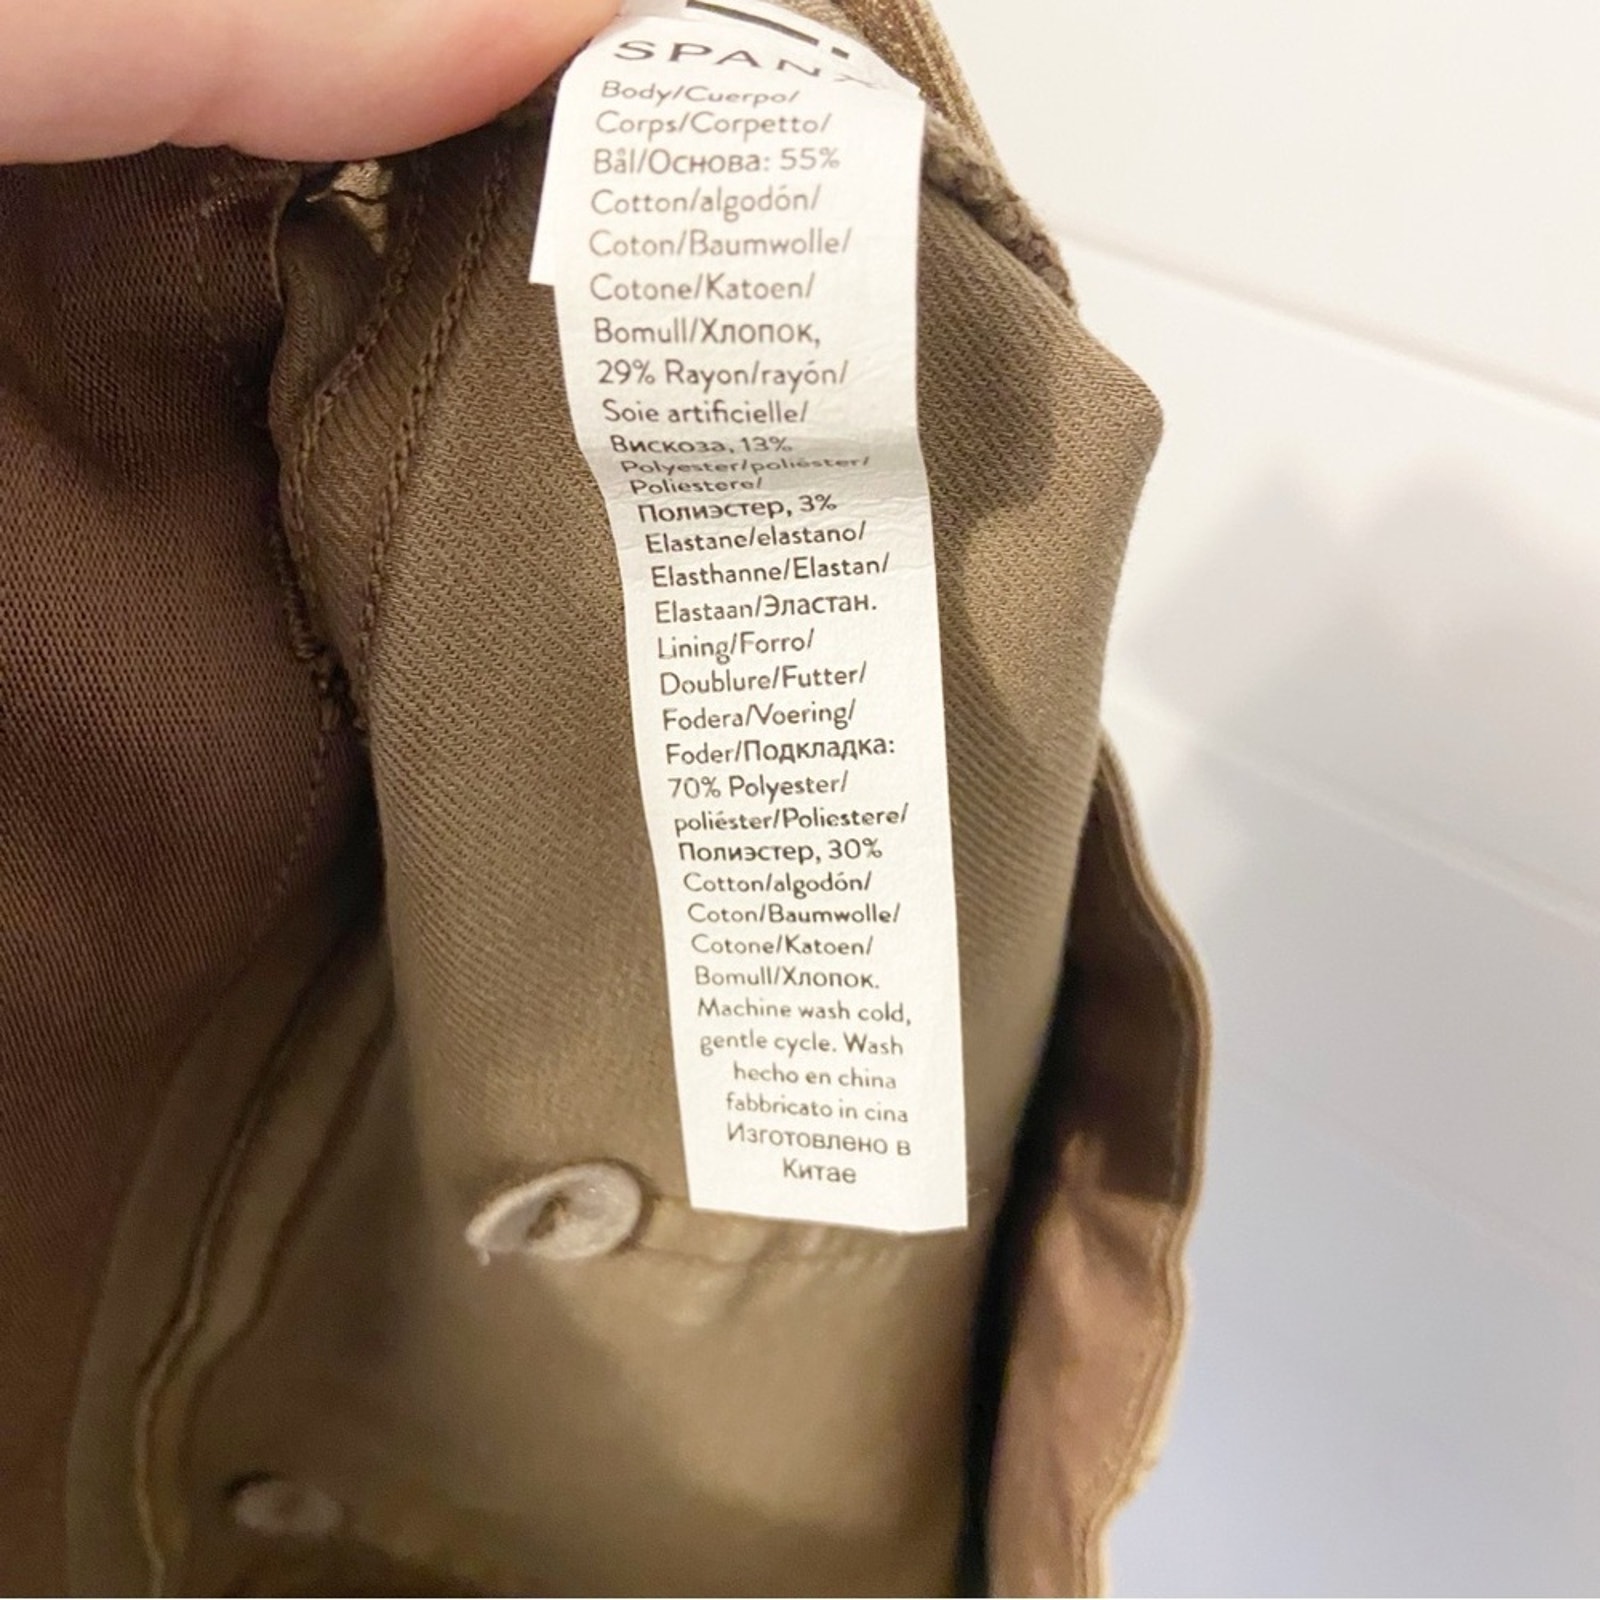 SPANX
Body/Cuerpo/
Corps/Corpetto/
Bål/Основа: 55%
Cotton/algodón/
Coton/Baumwolle/
Cotone/Katoen/
Bomull/Хлопок,
29% Rayon/rayón/
Soie artificielle/
Вискоза, 13%
Polyester/poliéster/
Poliestere/
Полиэстер, 3%
Elastane/elastano/
Elasthanne/Elastan/
Elastaan/Эластан.
Lining/Forro/
Doublure/Futter/
Fodera/Voering/
Foder/Подкладка:
70% Polyester/
poliéster/Poliestere/
Полиэстер, 30%
Cotton/algodón/
Coton/Baumwolle/
Cotone/Katoen/
Bomull/Хлопок.
Machine wash cold,
gentle cycle. Wash
hecho en china
fabbricato in cina
Изготовлено в
Китае